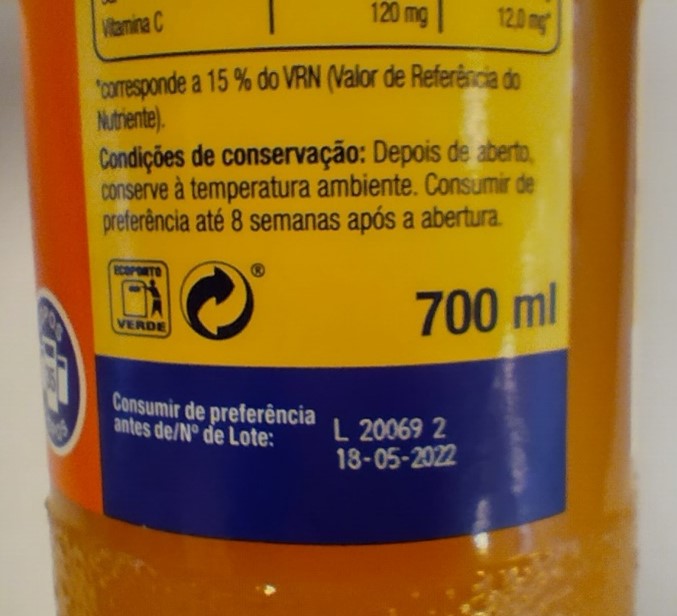 Vitamina C 120 mg 12,0 mg*
*corresponde a 15 % do VRN (Valor de Referência do
Nutriente).
Condições de conservação: Depois de aberto,
conserve à temperatura ambiente. Consumir de
preferência até 8 semanas após a abertura.
ECOPONTO
VERDE
®
700 ml
35
Consumir de preferência
antes de/Nº de Lote:
L 20069 2
18-05-2022